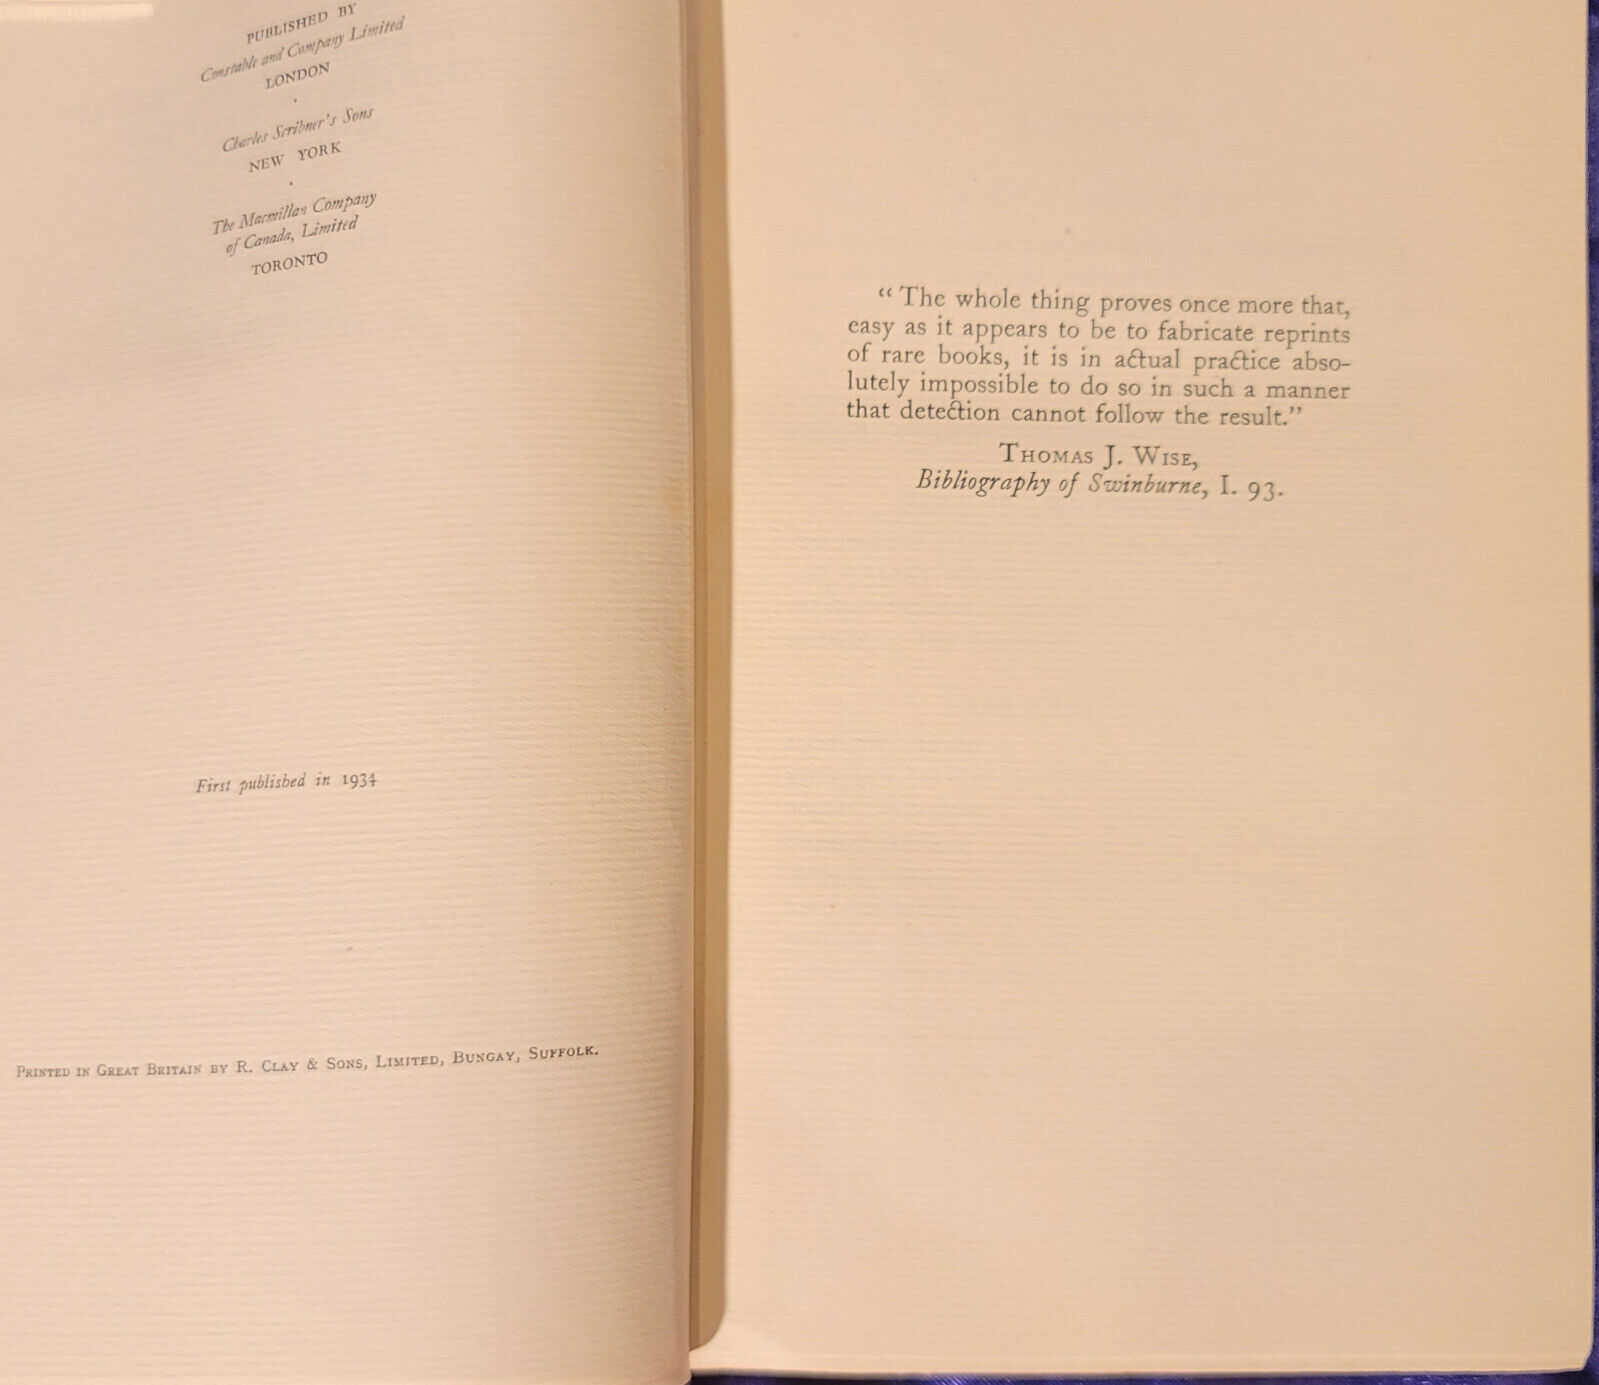 PUBLISHED BY
Constable and Company Limited
LONDON
·
Charles Scribner's Sons
NEW YORK
·
The Macmillan Company
of Canada, Limited
TORONTO
First published in 1934
PRINTED IN GREAT BRITAIN BY R. CLAY & SONS, LIMITED, BUNGAY, SUFFOLK.
“The whole thing proves once more that,
easy as it appears to be to fabricate reprints
of rare books, it is in actual practice abso-
lutely impossible to do so in such a manner
that detection cannot follow the result.”
THOMAS J. WISE,
Bibliography of Swinburne, I. 93.